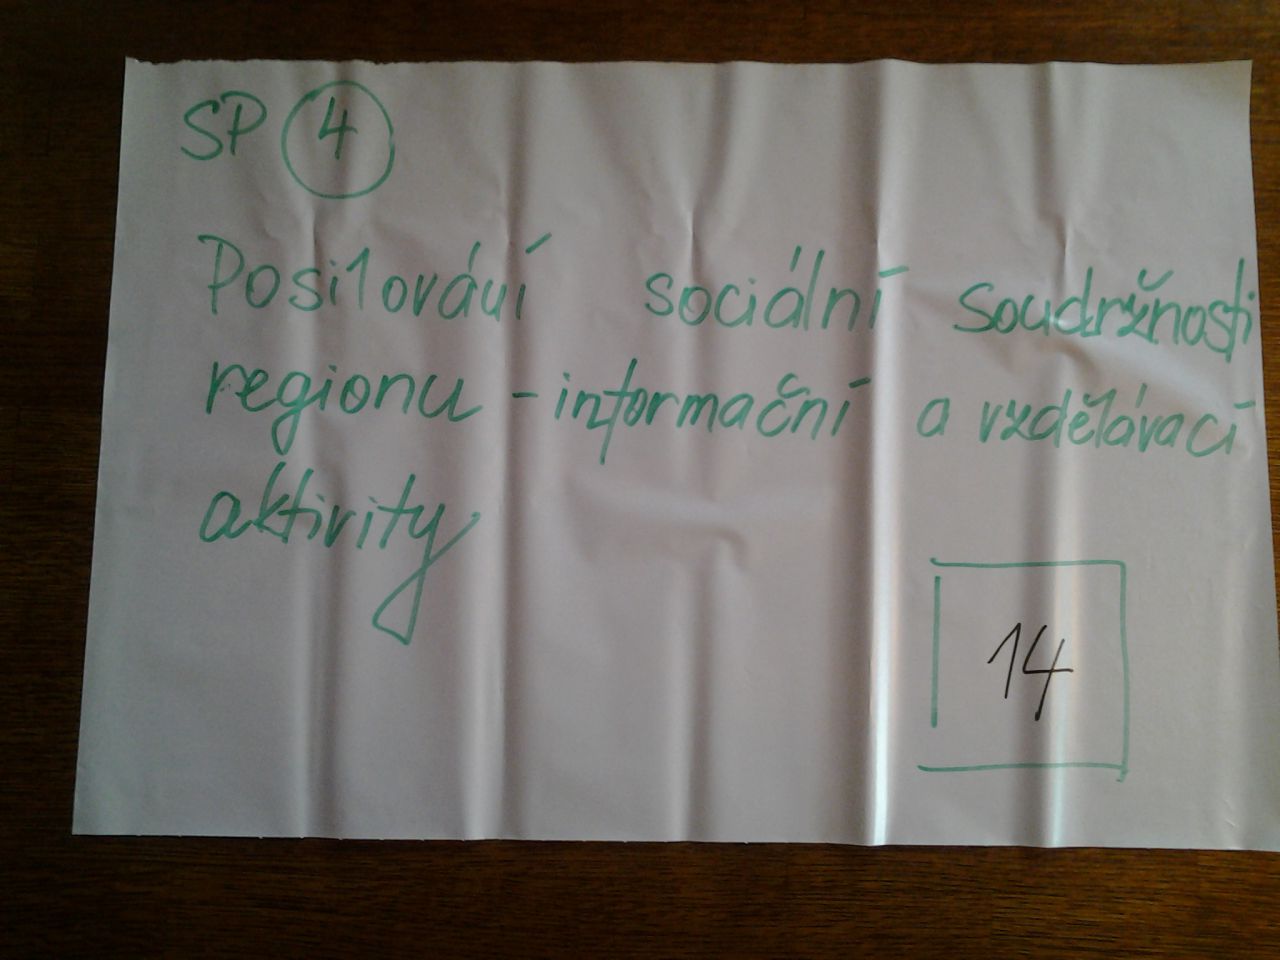 SP 4
Posilování sociální soudržnosti
regionu - informační a vzdělávací
aktivity
14